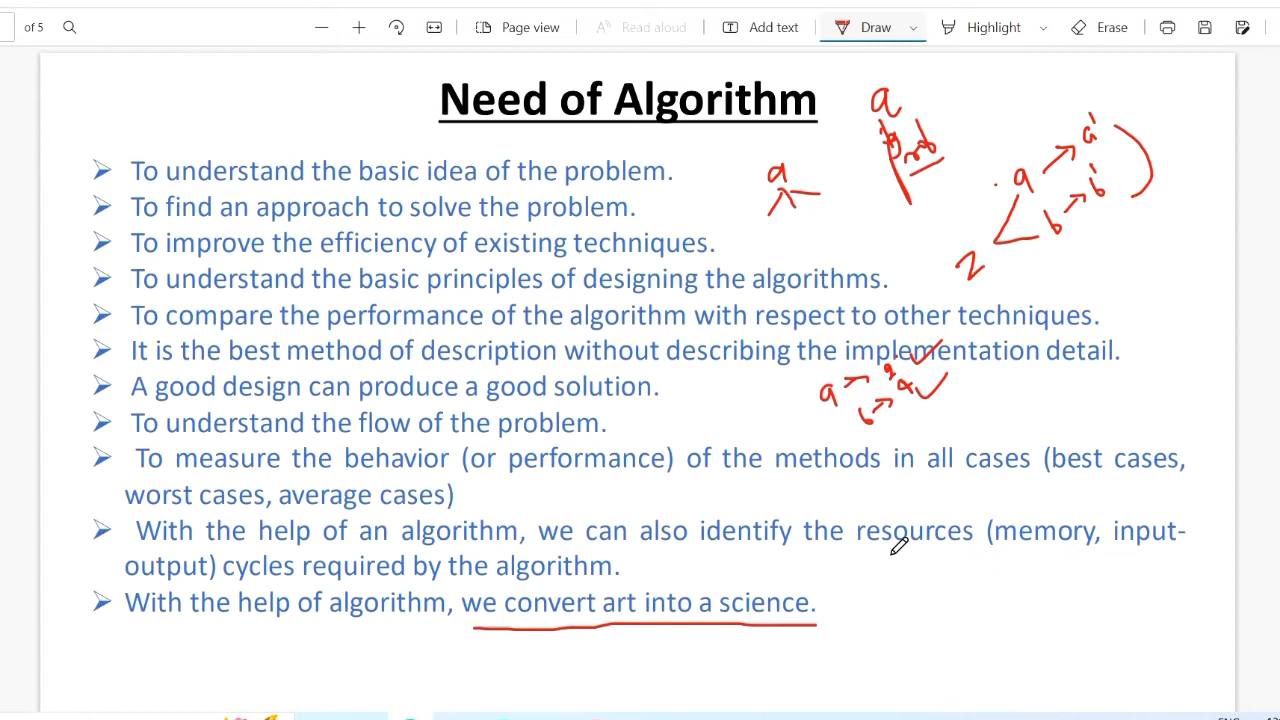 of 5
Page view
Read aloud
Add text
Draw
Highlight
Erase
Need of Algorithm
a
prob
a
a → a'
b → b'
2
To understand the basic idea of the problem.
To find an approach to solve the problem.
To improve the efficiency of existing techniques.
To understand the basic principles of designing the algorithms.
To compare the performance of the algorithm with respect to other techniques.
It is the best method of description without describing the implementation detail.
a →
b →
A good design can produce a good solution.
To understand the flow of the problem.
To measure the behavior (or performance) of the methods in all cases (best cases,
worst cases, average cases)
With the help of an algorithm, we can also identify the resources (memory, input-
output) cycles required by the algorithm.
With the help of algorithm, we convert art into a science.